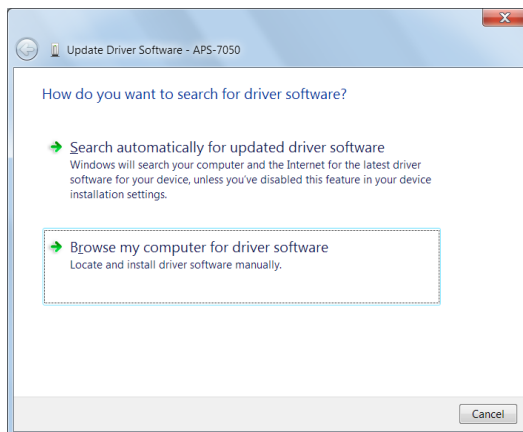 Update Driver Software - APS-7050
How do you want to search for driver software?
Search automatically for updated driver software
Windows will search your computer and the Internet for the latest driver
software for your device, unless you've disabled this feature in your device
installation settings.
Browse my computer for driver software
Locate and install driver software manually.
Cancel